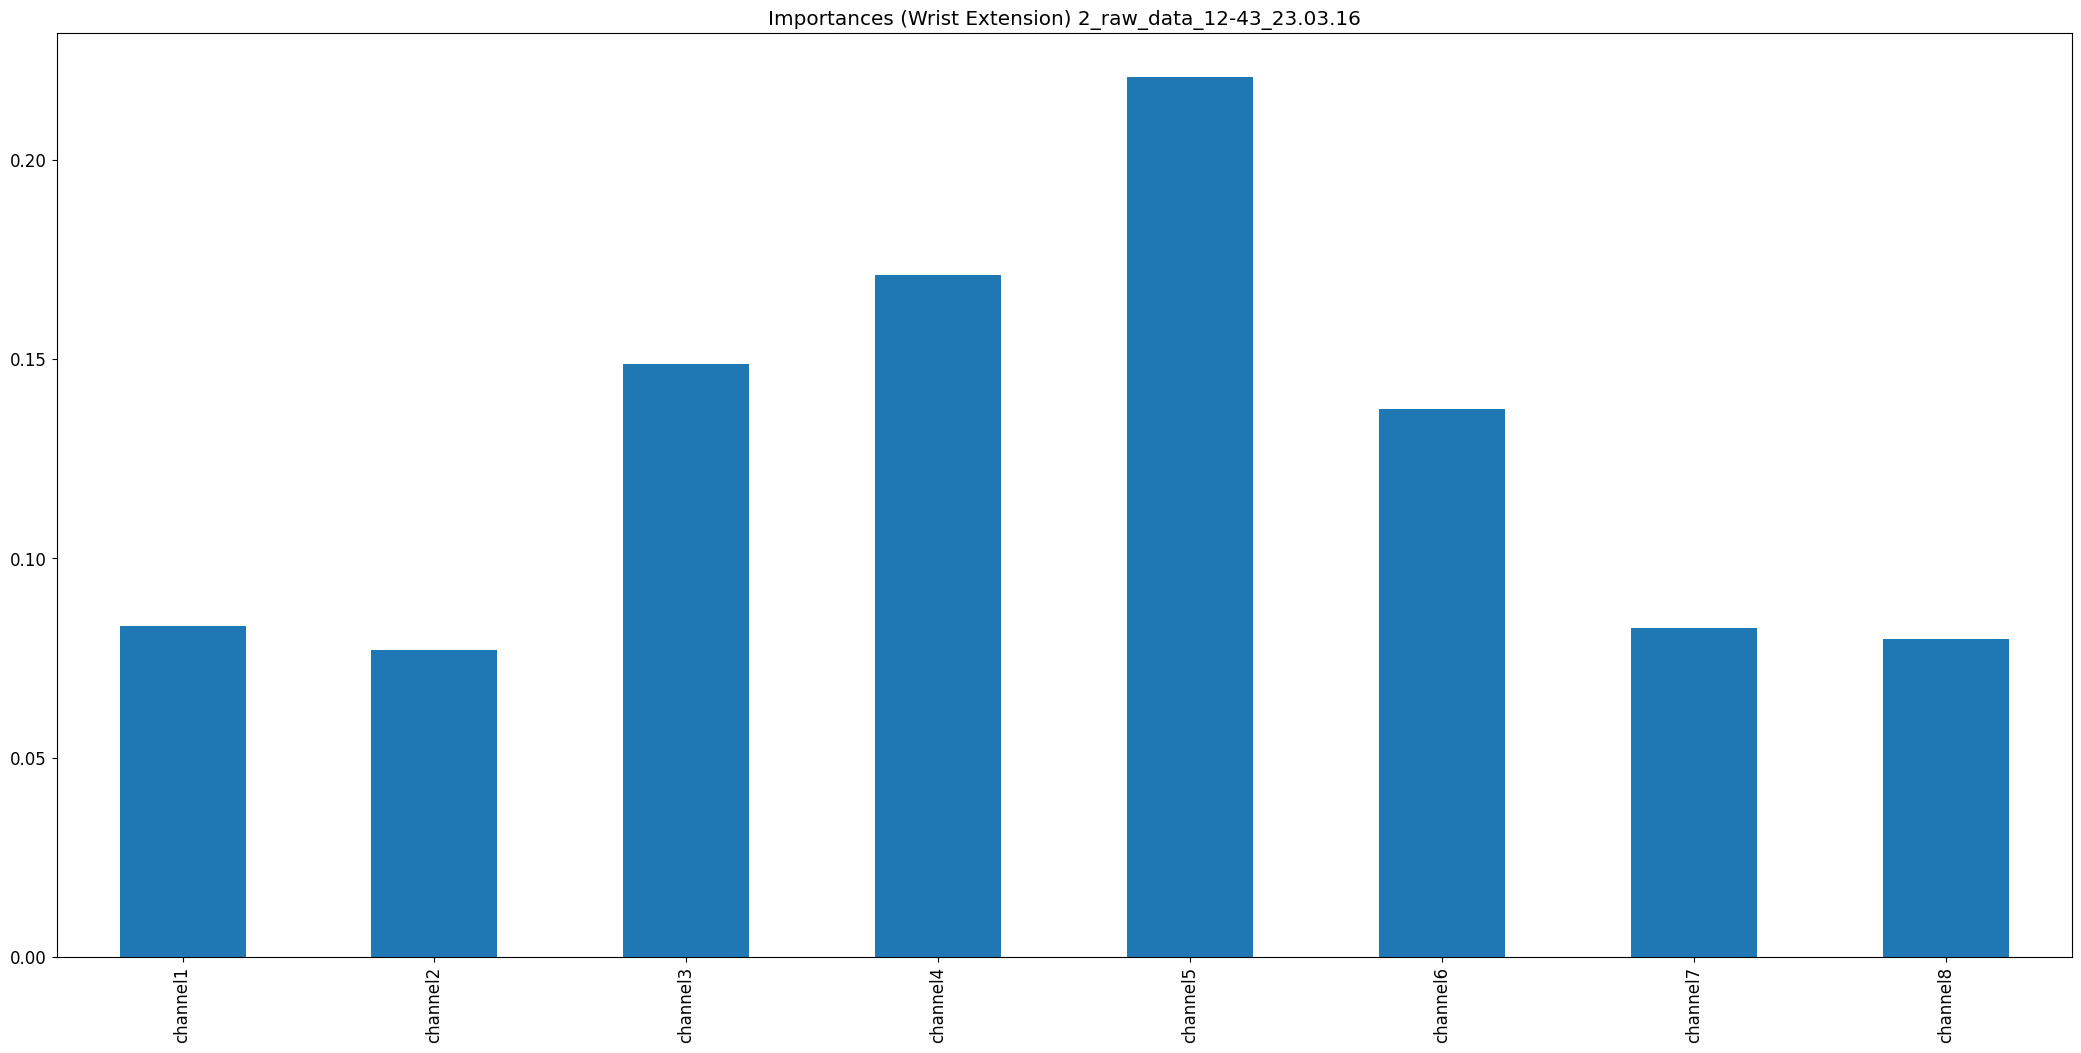 Importances (Wrist Extension) 2_raw_data_12-43_23.03.16
0.20
0.15
0.10
0.05
0.00
channel1
channel2
channel3
channel4
channel5
channel6
channel7
channel8